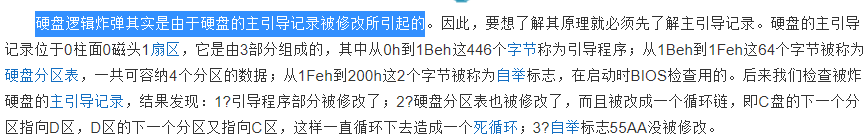 硬盘逻辑炸弹其实是由于硬盘的主引导记录被修改所引起的。因此，要想了解其原理就必须先了解主引导记录。硬盘的主引导
记录位于0柱面0磁头1扇区，它是由3部分组成的，其中从0h到1Beh这446个字节称为引导程序；从1Beh到1Feh这64个字节被称为
硬盘分区表，一共可容纳4个分区的数据；从1Feh到200h这2个字节被称为自举标志，在启动时BIOS检查用的。后来我们检查被炸
硬盘的主引导记录，结果发现：1?引导程序部分被修改了；2?硬盘分区表也被修改了，而且被改成一个循环链，即C盘的下一个分
区指向D区，D区的下一个分区又指向C区，这样一直循环下去造成一个死循环；3?自举标志55AA没被修改。